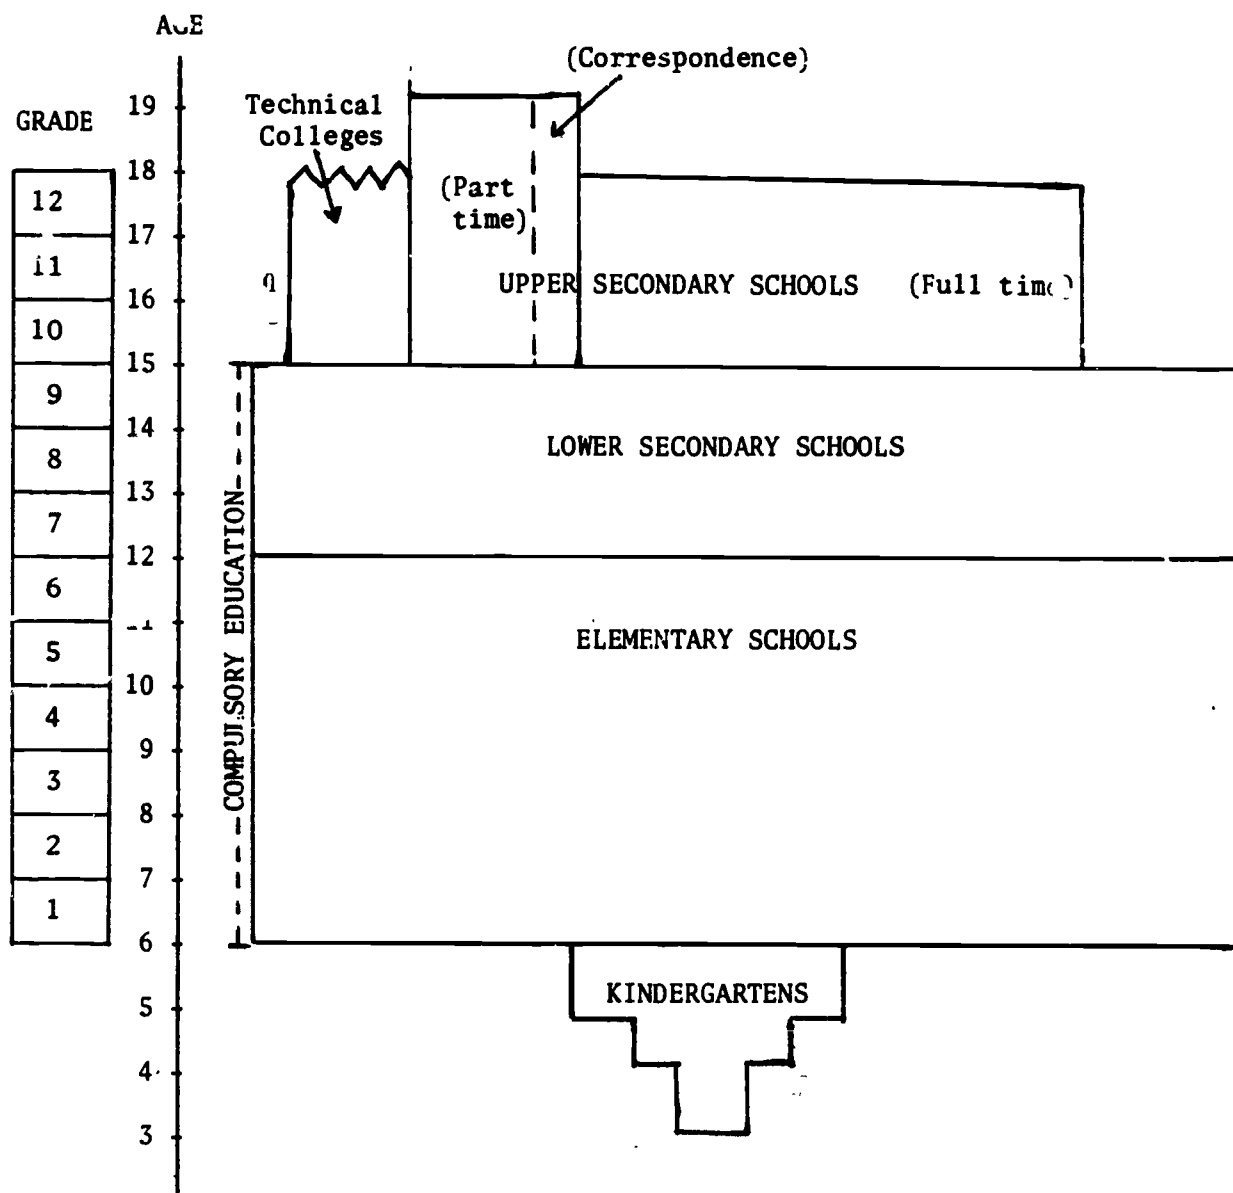 AGE
(Correspondence)
GRADE
19
Technical
Colleges
18
12
(Part
time)
17
11
UPPER SECONDARY SCHOOLS (Full time)
16
10
15
9
14
LOWER SECONDARY SCHOOLS
8
13
7
12
6
COMPULSORY EDUCATION
ELEMENTARY SCHOOLS
5
10
4
9
3
8
2
7
1
6
KINDERGARTENS
5
4
3